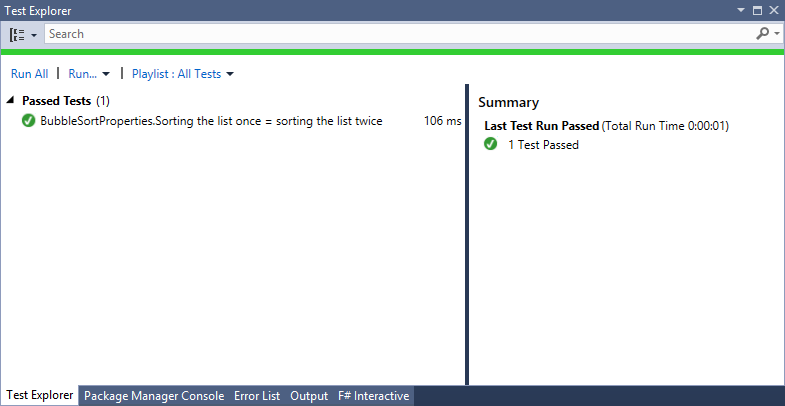 Test Explorer
Search
Run All | Run... | Playlist : All Tests
Passed Tests (1)
BubbleSortProperties.Sorting the list once = sorting the list twice 106 ms
Summary
Last Test Run Passed (Total Run Time 0:00:01)
1 Test Passed
Test Explorer Package Manager Console Error List Output F# Interactive